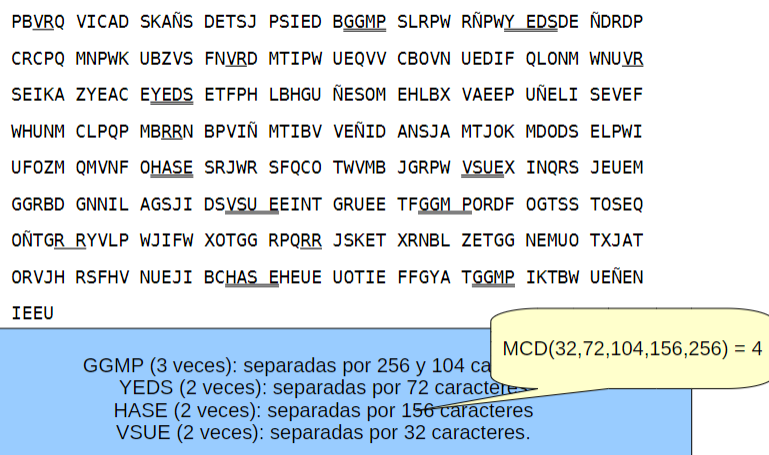 PBVRQ VICAD SKAÑS DETSJ PSIED BGGMP SLRPW RÑPWY EDSDE ÑDRDP
CRCPQ MNPWK UBZVS FNVRD MTIPW UEQVV CBOVN UEDIF QLONM WNUVR
SEIKA ZYEAC EYEDS ETFPH LBHGU ÑESOM EHLBX VAEEP UÑELI SEVEF
WHUNM CLPQP MBRRN BPVIÑ MTIBV VEÑID ANSJA MTJOK MDODS ELPWI
UFOZM QMVNF OHASE SRJWR SFQCO TWVMB JGRPW VSUEX INQRS JEUEM
GGRBD GNNIL AGSJI DSVSU EEINT GRUEE TFGGM PORDF OGTSS TOSEQ
OÑTGR RYVLP WJIFW XOTGG RPQRR JSKET XRNBL ZETGG NEMUO TXJAT
ORVJH RSFHV NUEJI BCHAS EHEUE UOTIE FFGYA TGGMP IKTBW UEÑEN
IEEU
MCD(32,72,104,156,256) = 4
GGMP (3 veces): separadas por 256 y 104 ca
YEDS (2 veces): separadas por 72 caracteres
HASE (2 veces): separadas por 156 caracteres
VSUE (2 veces): separadas por 32 caracteres.